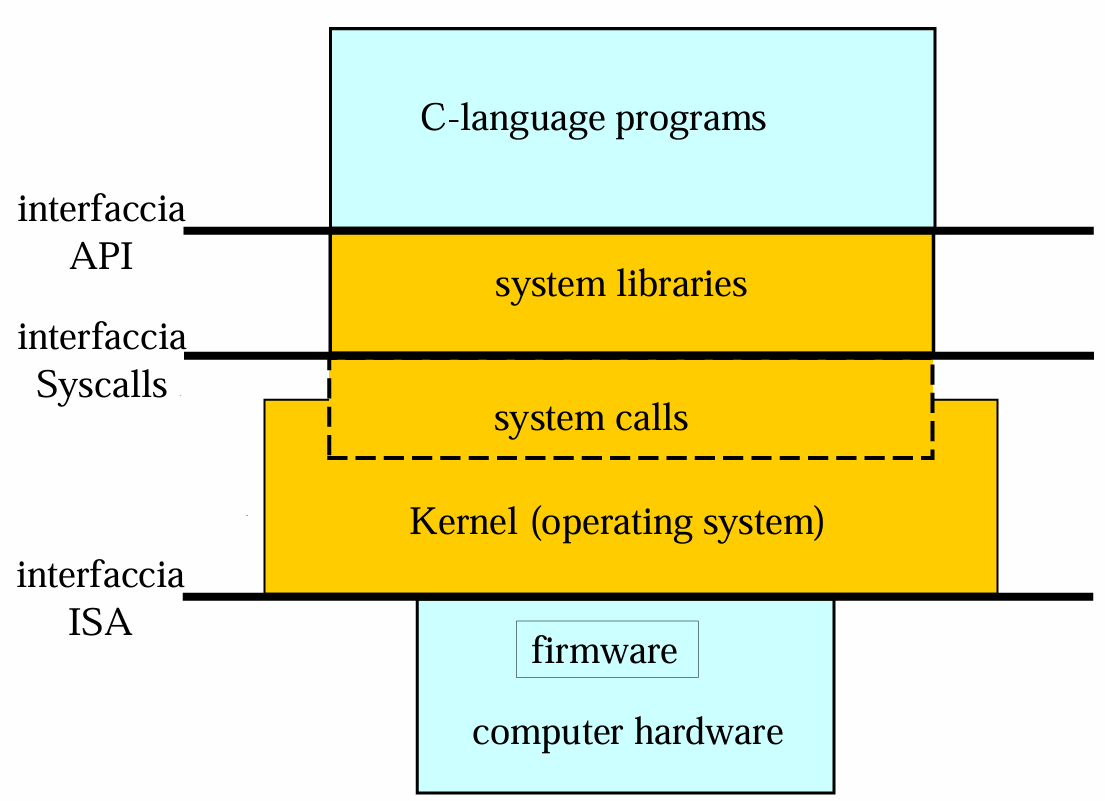 C-language programs
interfaccia
API
system libraries
interfaccia
Syscalls
system calls
Kernel (operating system)
interfaccia
ISA
firmware
computer hardware